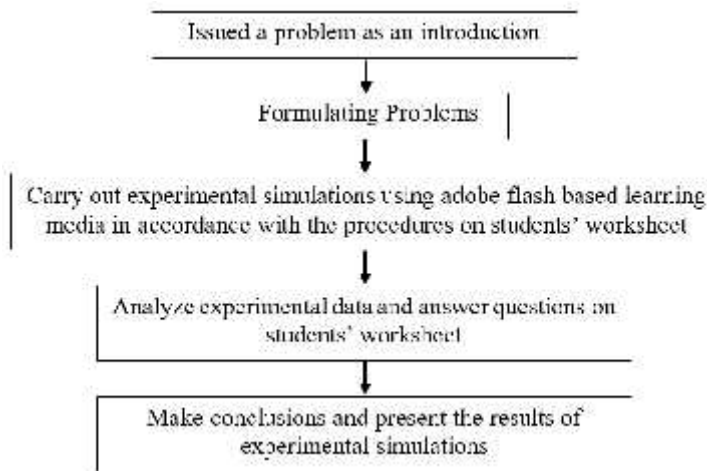 Issued a problem as an introduction
Formulating Problems
Carry out experimental simulations using adobe flash based learning
media in accordance with the procedures on students' worksheet
Analyze experimental data and answer questions on
students' worksheet
Make conclusions and present the results of
experimental simulations